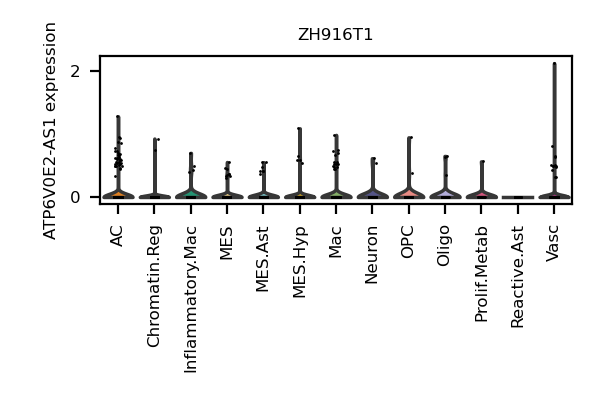 ZH916T1
ATP6V0E2-AS1 expression
2
0
AC
Chromatin.Reg
Inflammatory.Mac
MES
MES.Ast
MES.Hyp
Mac
Neuron
OPC
Oligo
Prolif.Metab
Reactive.Ast
Vasc